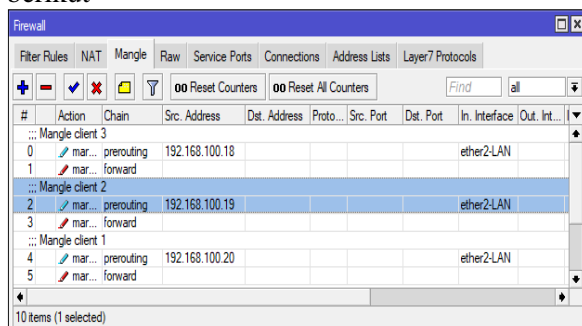 Firewall
Filter Rules NAT Mangle Raw Service Ports Connections Address Lists Layer7 Protocols
00 Reset Counters 00 Reset All Counters Find all
# Action Chain Src. Address Dst. Address Proto... Src. Port Dst. Port In. Interface Out. Int...
;;; Mangle client 3
0 mar... prerouting 192.168.100.18 ether2-LAN
1 mar... forward
;;; Mangle client 2
2 mar... prerouting 192.168.100.19 ether2-LAN
3 mar... forward
;;; Mangle client 1
4 mar... prerouting 192.168.100.20 ether2-LAN
5 mar... forward
10 items (1 selected)